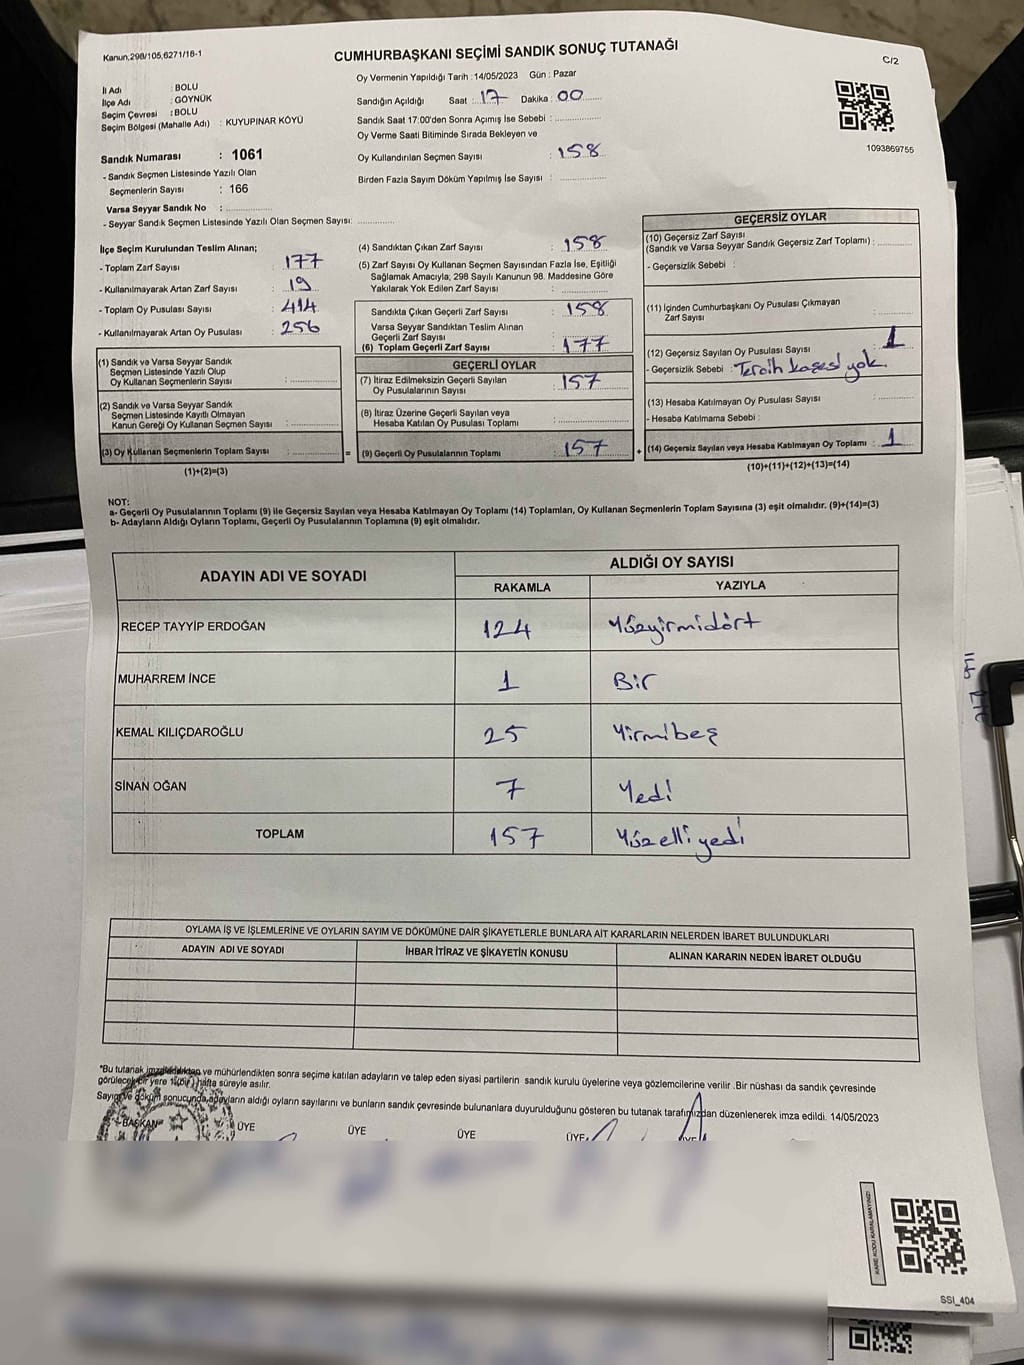 Kanun,298/105,6271/18-1
CUMHURBAŞKANI SEÇİMİ SANDIK SONUÇ TUTANAĞI
C/2
İl Adı : BOLU
İlçe Adı : GÖYNÜK
Seçim Çevresi : BOLU
Seçim Bölgesi (Mahalle Adı) : KUYUPINAR KÖYÜ
Sandık Numarası : 1061
- Sandık Seçmen Listesinde Yazılı Olan
Seçmenlerin Sayısı : 166
Varsa Seyyar Sandık No :
- Seyyar Sandık Seçmen Listesinde Yazılı Olan Seçmen Sayısı:
Oy Vermenin Yapıldığı Tarih :14/05/2023 Gün : Pazar
Sandığın Açıldığı Saat : 17 Dakika : 00
Sandık Saat 17:00'den Sonra Açımış İse Sebebi :
Oy Verme Saati Bitiminde Sırada Bekleyen ve
Oy Kullandırılan Seçmen Sayısı : 158
Birden Fazla Sayım Döküm Yapılmış İse Sayısı :
1093869755
İlçe Seçim Kurulundan Teslim Alınan;
- Toplam Zarf Sayısı : 177
- Kullanılmayarak Artan Zarf Sayısı : 19
- Toplam Oy Pusulası Sayısı : 414
- Kullanılmayarak Artan Oy Pusulası : 256
(1) Sandık ve Varsa Seyyar Sandık
Seçmen Listesinde Yazılı Olup
Oy Kullanan Seçmenlerin Sayısı :
(2) Sandık ve Varsa Seyyar Sandık
Seçmen Listesinde Kayıtlı Olmayan
Kanun Gereği Oy Kullanan Seçmen Sayısı :
(3) Oy Kullanan Seçmenlerin Toplam Sayısı : =
(1)+(2)=(3)
(4) Sandıktan Çıkan Zarf Sayısı : 158
(5) Zarf Sayısı Oy Kullanan Seçmen Sayısından Fazla İse, Eşitliği
Sağlamak Amacıyla, 298 Sayılı Kanunun 98. Maddesine Göre
Yakılarak Yok Edilen Zarf Sayısı :
Sandıkta Çıkan Geçerli Zarf Sayısı : 158
Varsa Seyyar Sandıktan Teslim Alınan
Geçerli Zarf Sayısı :
(6) Toplam Geçerli Zarf Sayısı : 177
GEÇERLİ OYLAR
(7) İtiraz Edilmeksizin Geçerli Sayılan
Oy Pusulalarının Sayısı : 157
(8) İtiraz Üzerine Geçerli Sayılan veya
Hesaba Katılan Oy Pusulası Toplamı :
(9) Geçerli Oy Pusulalarının Toplamı : 157 +
GEÇERSİZ OYLAR
(10) Geçersiz Zarf Sayısı
(Sandık ve Varsa Seyyar Sandık Geçersiz Zarf Toplamı) :
- Geçersizlik Sebebi :
(11) İçinden Cumhurbaşkanı Oy Pusulası Çıkmayan
Zarf Sayısı :
(12) Geçersiz Sayılan Oy Pusulası Sayısı : 1
- Geçersizlik Sebebi : Tercih kaşesi yok.
(13) Hesaba Katılmayan Oy Pusulası Sayısı :
- Hesaba Katılmama Sebebi :
(14) Geçersiz Sayılan veya Hesaba Katılmayan Oy Toplamı : 1
(10)+(11)+(12)+(13)=(14)
NOT:
a- Geçerli Oy Pusulalarının Toplamı (9) ile Geçersiz Sayılan veya Hesaba Katılmayan Oy Toplamı (14) Toplamları, Oy Kullanan Seçmenlerin Toplam Sayısına (3) eşit olmalıdır. (9)+(14)=(3)
b- Adayların Aldığı Oyların Toplamı, Geçerli Oy Pusulalarının Toplamına (9) eşit olmalıdır.
ADAYIN ADI VE SOYADI ALDIĞI OY SAYISI
RAKAMLA YAZIYLA
RECEP TAYYİP ERDOĞAN 124 Yüzyirmidört
MUHARREM İNCE 1 Bir
KEMAL KILIÇDAROĞLU 25 Yirmibeş
SİNAN OĞAN 7 Yedi
TOPLAM 157 Yüzelliyedi
OYLAMA İŞ VE İŞLEMLERİNE VE OYLARIN SAYIM VE DÖKÜMÜNE DAİR ŞİKAYETLERLE BUNLARA AİT KARARLARIN NELERDEN İBARET BULUNDUKLARI
ADAYIN ADI VE SOYADI İHBAR İTİRAZ VE ŞİKAYETİN KONUSU ALINAN KARARIN NEDEN İBARET OLDUĞU
*Bu tutanak imzalandıktan ve mühürlendikten sonra seçime katılan adayların ve talep eden siyasi partilerin sandık kurulu üyelerine veya gözlemcilerine verilir .Bir nüshası da sandık çevresinde
görülecek bir yere 1(bir) hafta süreyle asılır.
Sayım ve döküm sonucunda adayların aldığı oyların sayılarını ve bunların sandık çevresinde bulunanlara duyurulduğunu gösteren bu tutanak tarafımızdan düzenlenerek imza edildi. 14/05/2023
BAŞKAN ÜYE ÜYE ÜYE ÜYE ÜYE
KARE KODU KARALAMAYINIZ!
SSI_404